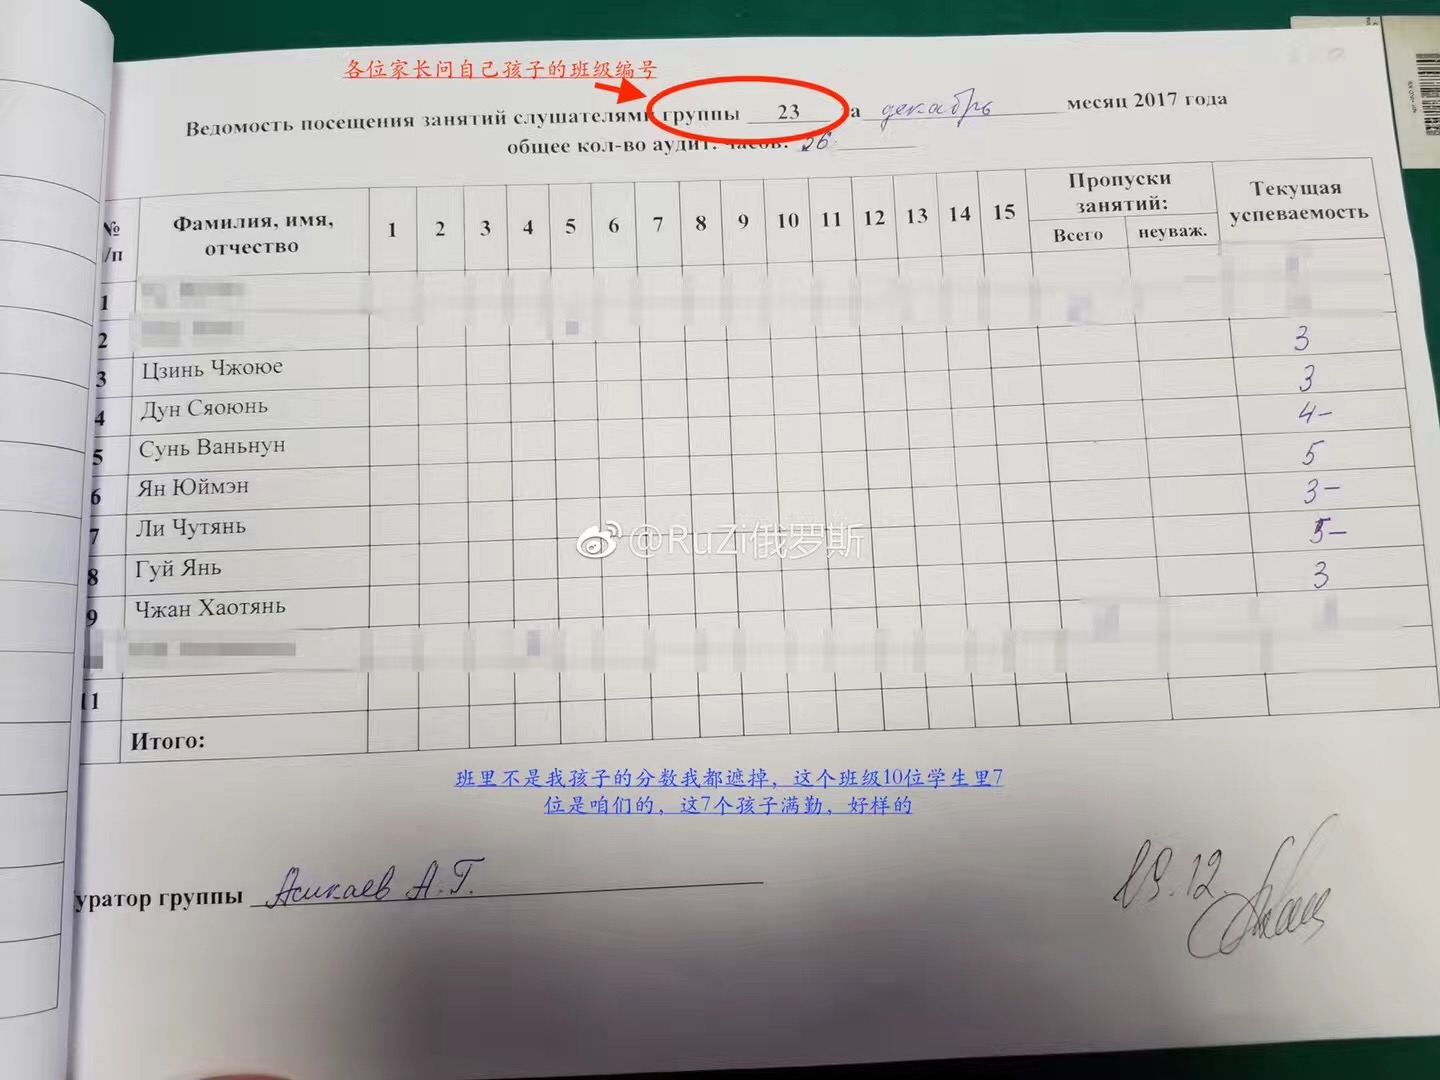 各位家长问自己孩子的班级编号
Ведомость посещения занятий слушателями группы 23 за декабрь месяц 2017 года
общее кол-во аудит. часов: 56
№ /п Фамилия, имя, отчество 1 2 3 4 5 6 7 8 9 10 11 12 13 14 15 Пропуски занятий: Всего неуваж. Текущая успеваемость
1
2
3 Цзинь Чжоюе 3
4 Дун Сяоюнь 3
5 Сунь Ваньнун 4-
6 Ян Юймэн 5
7 Ли Чутянь 3-
8 Гуй Янь 5-
9 Чжан Хаотянь 3
11
Итого:
@RuZi俄罗斯
班里不是我孩子的分数我都遮掉，这个班级10位学生里7
位是咱们的，这7个孩子满勤，好样的
уратор группы Асикаев А.Г.
19.12.